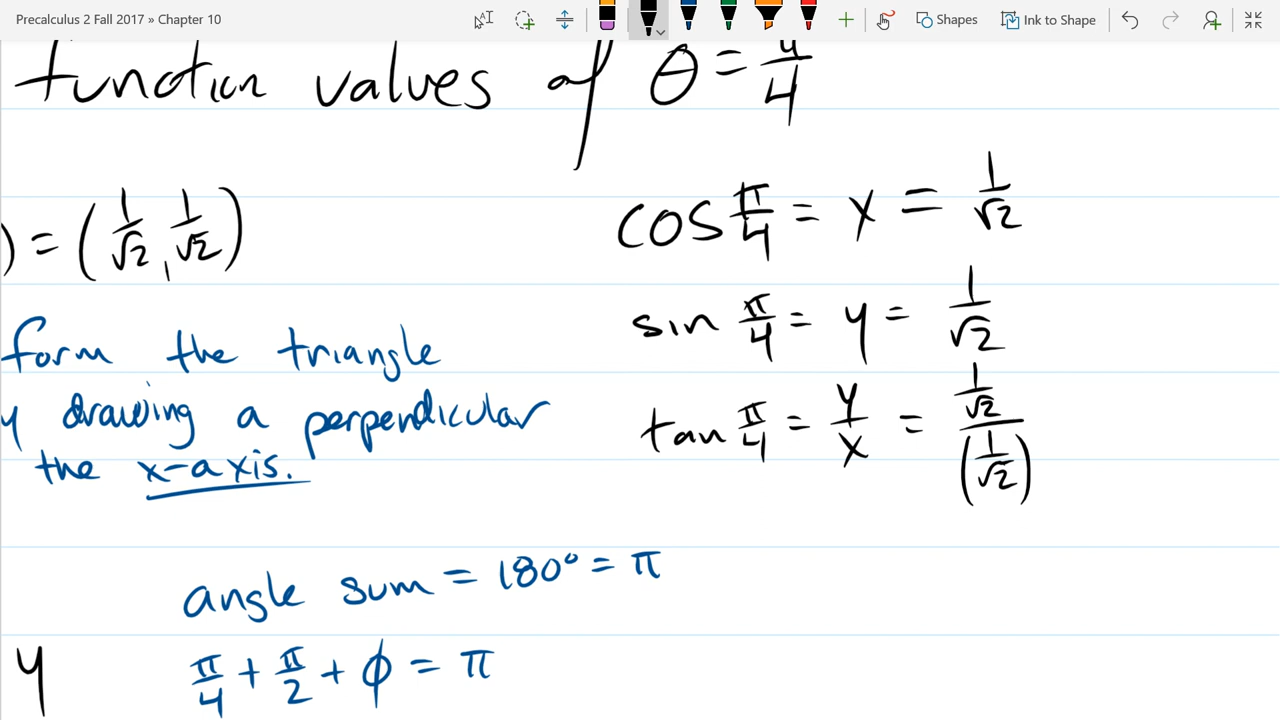 Precalculus 2 Fall 2017 » Chapter 10
Shapes
Ink to Shape
function values of θ = π/4
) = (1/√2, 1/√2)
cos π/4 = x = 1/√2
sin π/4 = y = 1/√2
tan π/4 = y/x = (1/√2)/(1/√2)
form the triangle
y drawing a perpendicular
the x-axis.
angle sum = 180° = π
y
π/4 + π/2 + ϕ = π